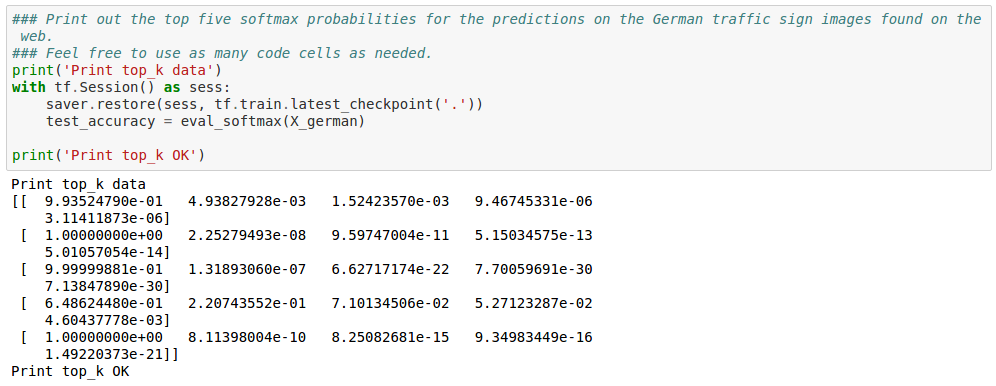 ### Print out the top five softmax probabilities for the predictions on the German traffic sign images found on the
web.
### Feel free to use as many code cells as needed.
print('Print top_k data')
with tf.Session() as sess:
    saver.restore(sess, tf.train.latest_checkpoint('.'))
    test_accuracy = eval_softmax(X_german)

print('Print top_k OK')
Print top_k data
[[  9.93524790e-01   4.93827928e-03   1.52423570e-03   9.46745331e-06
    3.11411873e-06]
 [  1.00000000e+00   2.25279493e-08   9.59747004e-11   5.15034575e-13
    5.01057054e-14]
 [  9.99999881e-01   1.31893060e-07   6.62717174e-22   7.70059691e-30
    7.13847890e-30]
 [  6.48624480e-01   2.20743552e-01   7.10134506e-02   5.27123287e-02
    4.60437778e-03]
 [  1.00000000e+00   8.11398004e-10   8.25082681e-15   9.34983449e-16
    1.49220373e-21]]
Print top_k OK